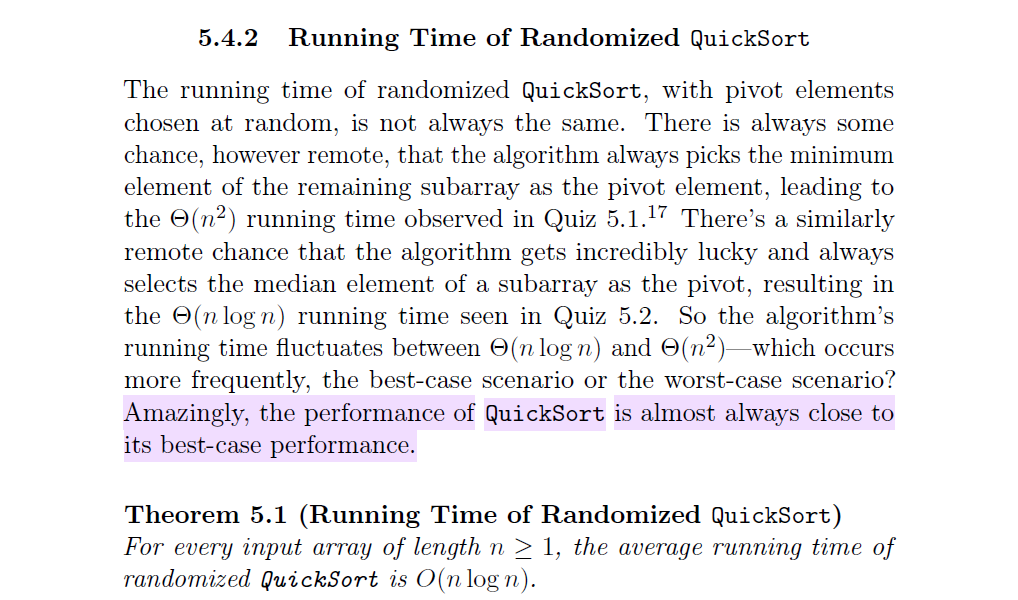 5.4.2 Running Time of Randomized QuickSort
The running time of randomized QuickSort, with pivot elements
chosen at random, is not always the same. There is always some
chance, however remote, that the algorithm always picks the minimum
element of the remaining subarray as the pivot element, leading to
the Θ(n²) running time observed in Quiz 5.1.¹⁷ There's a similarly
remote chance that the algorithm gets incredibly lucky and always
selects the median element of a subarray as the pivot, resulting in
the Θ(n log n) running time seen in Quiz 5.2. So the algorithm's
running time fluctuates between Θ(n log n) and Θ(n²)—which occurs
more frequently, the best-case scenario or the worst-case scenario?
Amazingly, the performance of QuickSort is almost always close to
its best-case performance.
Theorem 5.1 (Running Time of Randomized QuickSort)
For every input array of length n ≥ 1, the average running time of
randomized QuickSort is O(n log n).